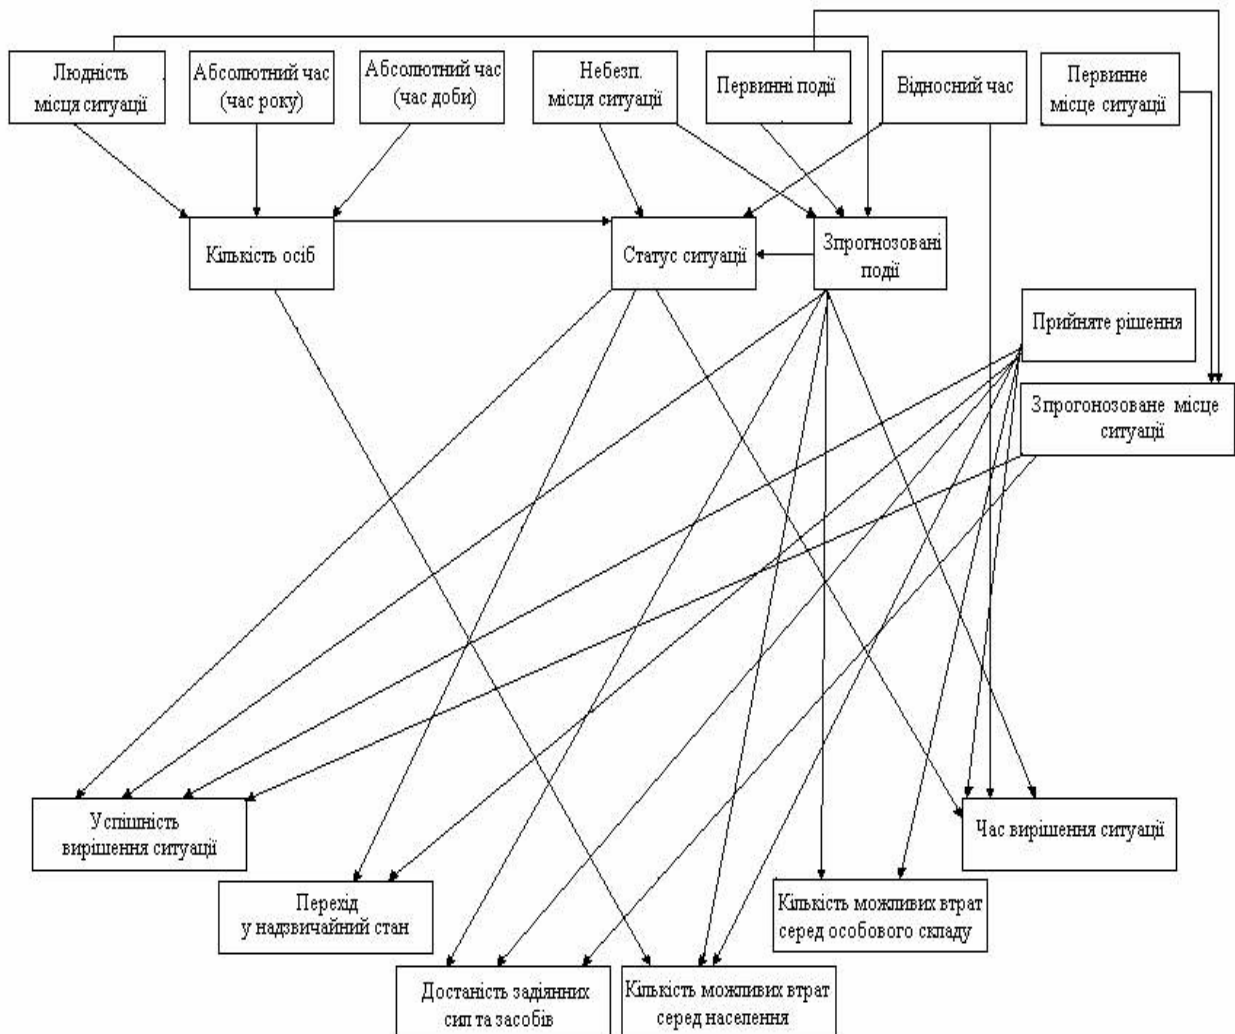 Людність
місця ситуації
Абсолютний час
(час року)
Абсолютний час
(час доби)
Небезп.
місця ситуації
Первинні події
Відносний час
Первинне
місце ситуації
Кількість осіб
Статус ситуації
Зпрогнозовані
події
Прийняте рішення
Зпрогонозоване місце
ситуації
Успішність
вирішення ситуації
Час вирішення ситуації
Перехід
у надзвичайний стан
Кількість можливих втрат
серед особового складу
Достаність задіянних
сил та засобів
Кількість можливих втрат
серед населення